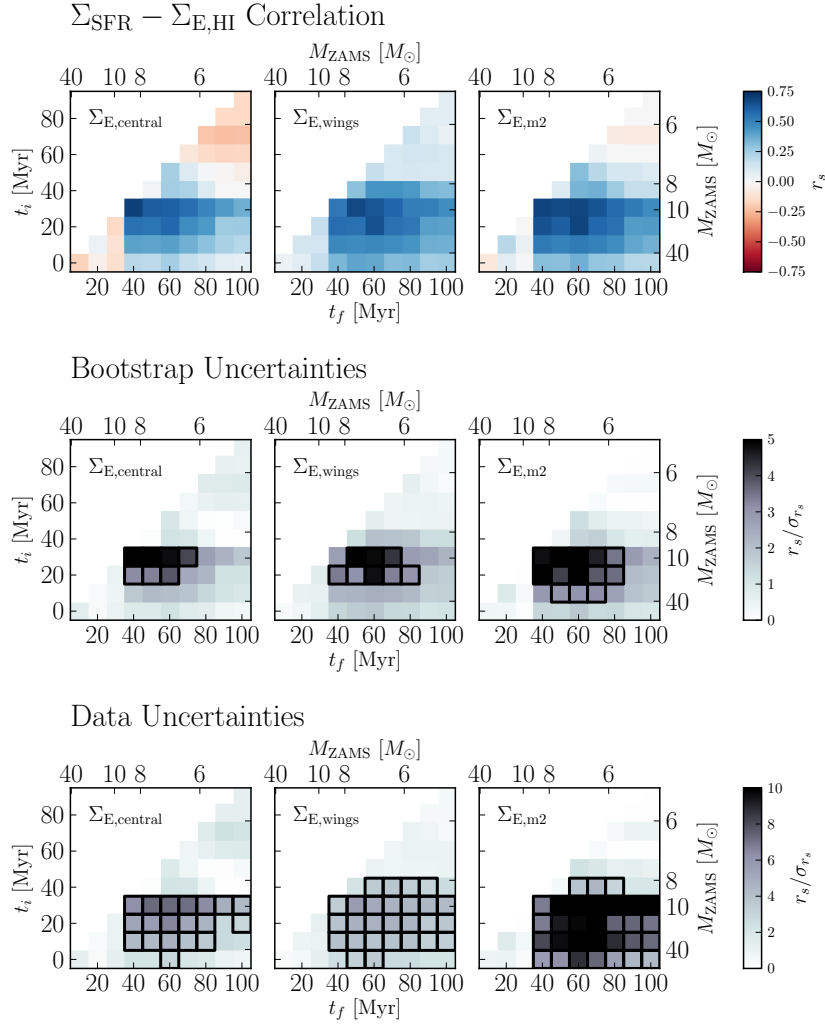 Σ_SFR − Σ_E,HI Correlation
M_ZAMS [M_⊙]
40 10 8 6
Σ_E,central Σ_E,wings Σ_E,m2
t_i [Myr]
80
60
40
20
0
6
8
10
40
M_ZAMS [M_⊙]
20 40 60 80 100 20 40 60 80 100 20 40 60 80 100
t_f [Myr]
0.75
0.50
0.25
0.00
−0.25
−0.50
−0.75
r_s
Bootstrap Uncertainties
M_ZAMS [M_⊙]
40 10 8 6 40 10 8 6 40 10 8 6
Σ_E,central Σ_E,wings Σ_E,m2
t_i [Myr]
80
60
40
20
0
6
8
10
40
M_ZAMS [M_⊙]
20 40 60 80 100 20 40 60 80 100 20 40 60 80 100
t_f [Myr]
5
4
3
2
1
0
r_s/σ_r_s
Data Uncertainties
M_ZAMS [M_⊙]
40 10 8 6 40 10 8 6 40 10 8 6
Σ_E,central Σ_E,wings Σ_E,m2
t_i [Myr]
80
60
40
20
0
6
8
10
40
M_ZAMS [M_⊙]
20 40 60 80 100 20 40 60 80 100 20 40 60 80 100
t_f [Myr]
10
8
6
4
2
0
r_s/σ_r_s